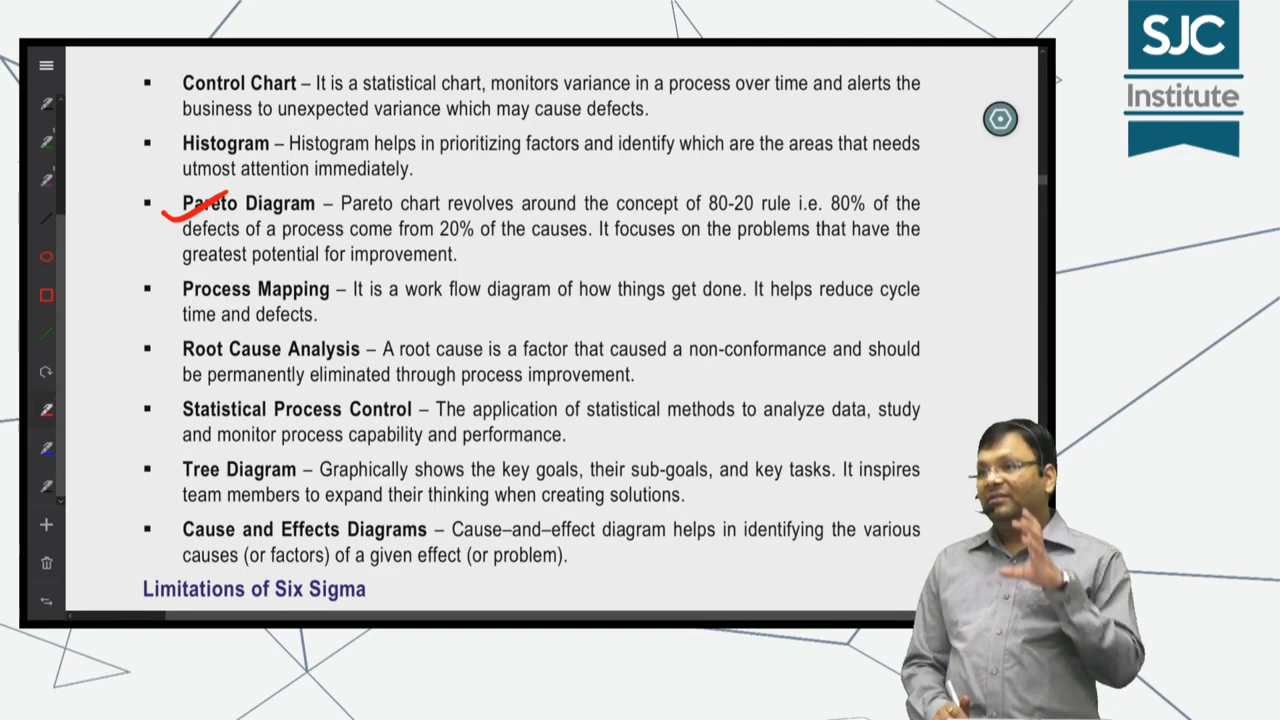 SJC
Institute
▪ Control Chart – It is a statistical chart, monitors variance in a process over time and alerts the
business to unexpected variance which may cause defects.
▪ Histogram – Histogram helps in prioritizing factors and identify which are the areas that needs
utmost attention immediately.
▪ Pareto Diagram – Pareto chart revolves around the concept of 80-20 rule i.e. 80% of the
defects of a process come from 20% of the causes. It focuses on the problems that have the
greatest potential for improvement.
▪ Process Mapping – It is a work flow diagram of how things get done. It helps reduce cycle
time and defects.
▪ Root Cause Analysis – A root cause is a factor that caused a non-conformance and should
be permanently eliminated through process improvement.
▪ Statistical Process Control – The application of statistical methods to analyze data, study
and monitor process capability and performance.
▪ Tree Diagram – Graphically shows the key goals, their sub-goals, and key tasks. It inspires
team members to expand their thinking when creating solutions.
▪ Cause and Effects Diagrams – Cause–and–effect diagram helps in identifying the various
causes (or factors) of a given effect (or problem).
Limitations of Six Sigma